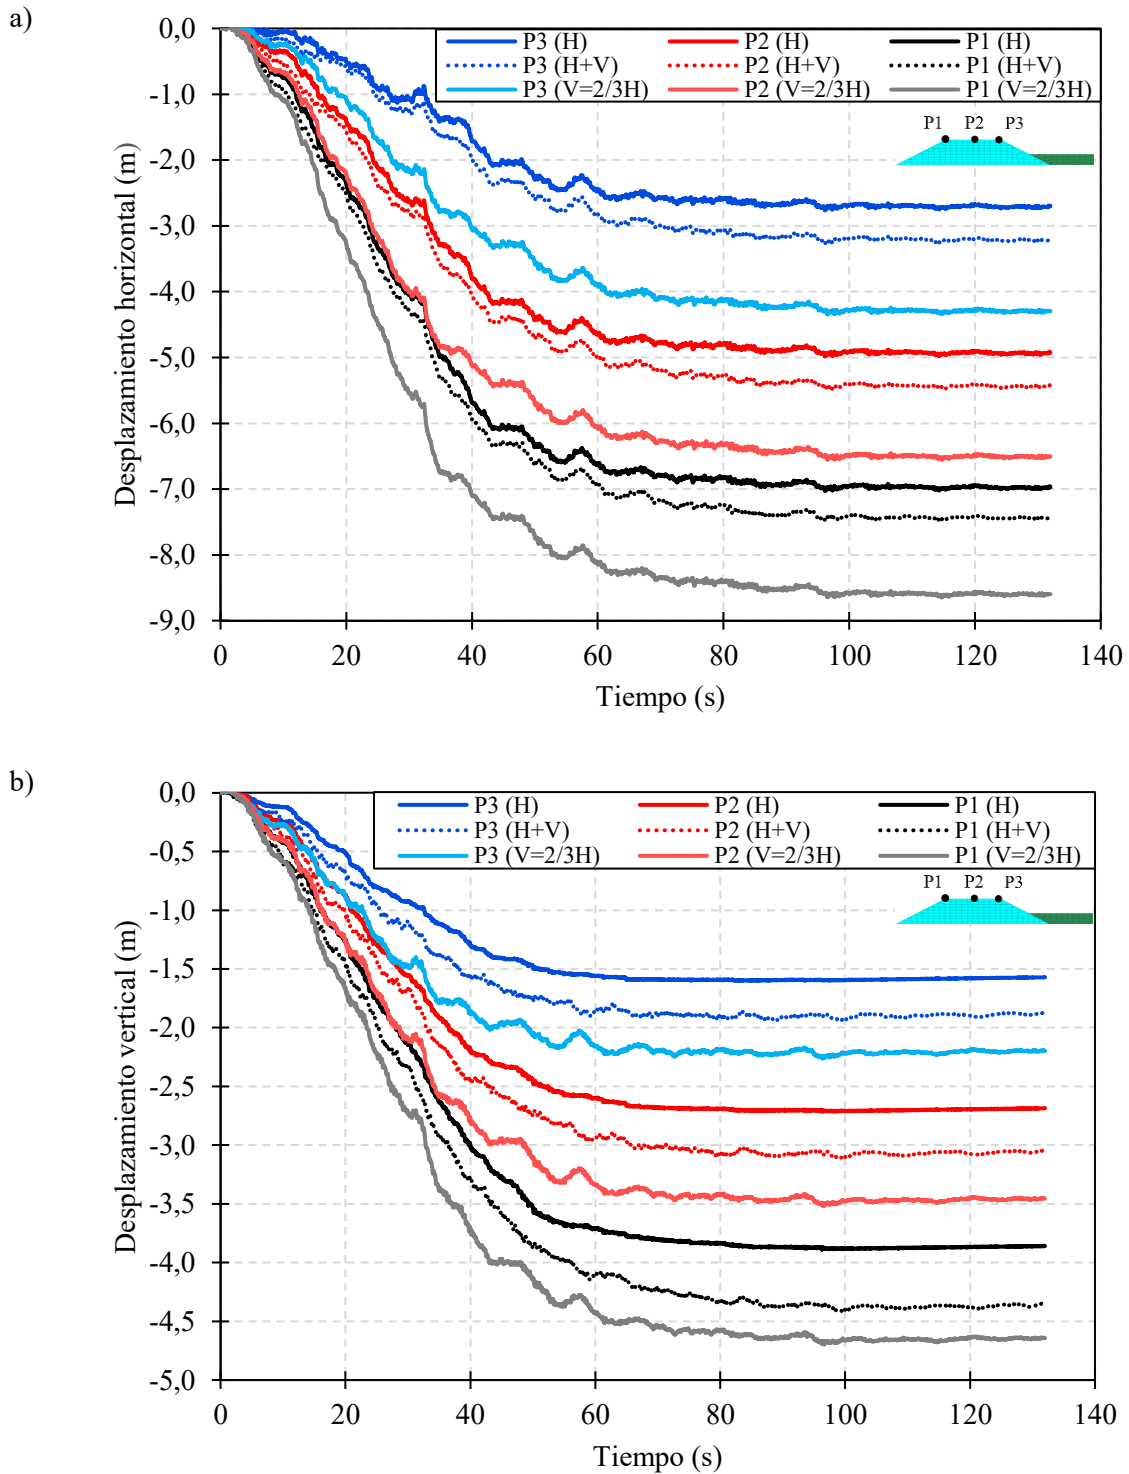 a)
0,0
-1,0
-2,0
-3,0
-4,0
-5,0
-6,0
-7,0
-8,0
-9,0
Desplazamiento horizontal (m)
P3 (H) P2 (H) P1 (H)
P3 (H+V) P2 (H+V) P1 (H+V)
P3 (V=2/3H) P2 (V=2/3H) P1 (V=2/3H)
P1 P2 P3
0 20 40 60 80 100 120 140
Tiempo (s)
b)
0,0
-0,5
-1,0
-1,5
-2,0
-2,5
-3,0
-3,5
-4,0
-4,5
-5,0
Desplazamiento vertical (m)
P3 (H) P2 (H) P1 (H)
P3 (H+V) P2 (H+V) P1 (H+V)
P3 (V=2/3H) P2 (V=2/3H) P1 (V=2/3H)
P1 P2 P3
0 20 40 60 80 100 120 140
Tiempo (s)